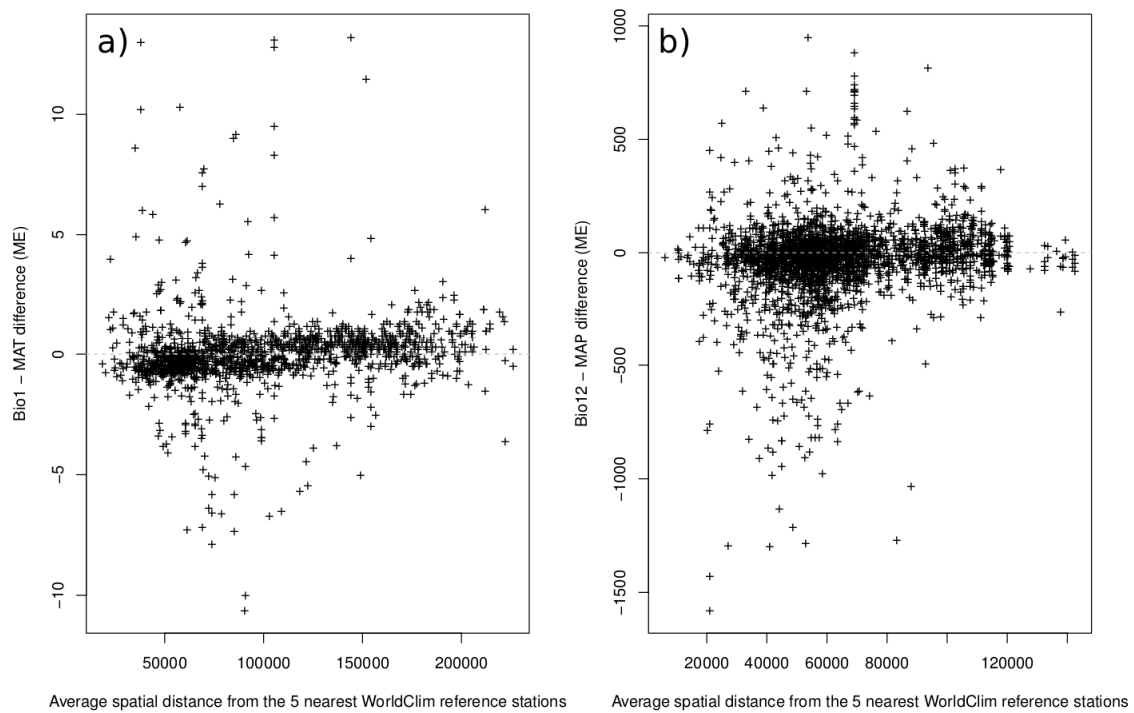 a)
10
5
0
−5
−10
Bio1 − MAT difference (ME)
50000 100000 150000 200000
Average spatial distance from the 5 nearest WorldClim reference stations
b)
1000
500
0
−500
−1000
−1500
Bio12 − MAP difference (ME)
20000 40000 60000 80000 120000
Average spatial distance from the 5 nearest WorldClim reference stations